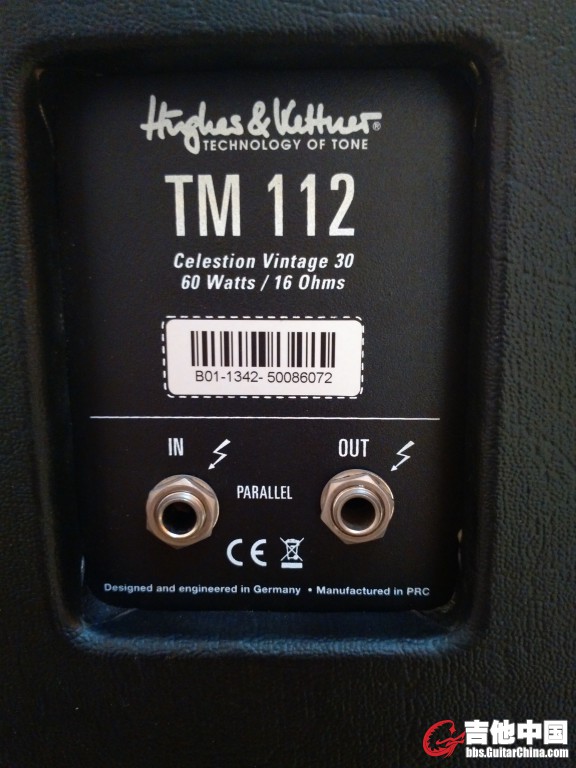 Hughes & Kettner®
TECHNOLOGY OF TONE
TM 112
Celestion Vintage 30
60 Watts / 16 Ohms
B01-1342- 50086072
IN
OUT
PARALLEL
CE
Designed and engineered in Germany • Manufactured in PRC
吉他中国
bbs.GuitarChina.com